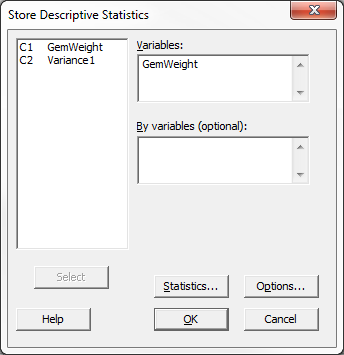 Store Descriptive Statistics
C1 GemWeight
C2 Variance1
Variables:
GemWeight
By variables (optional):
Select
Statistics...
Options...
Help
OK
Cancel